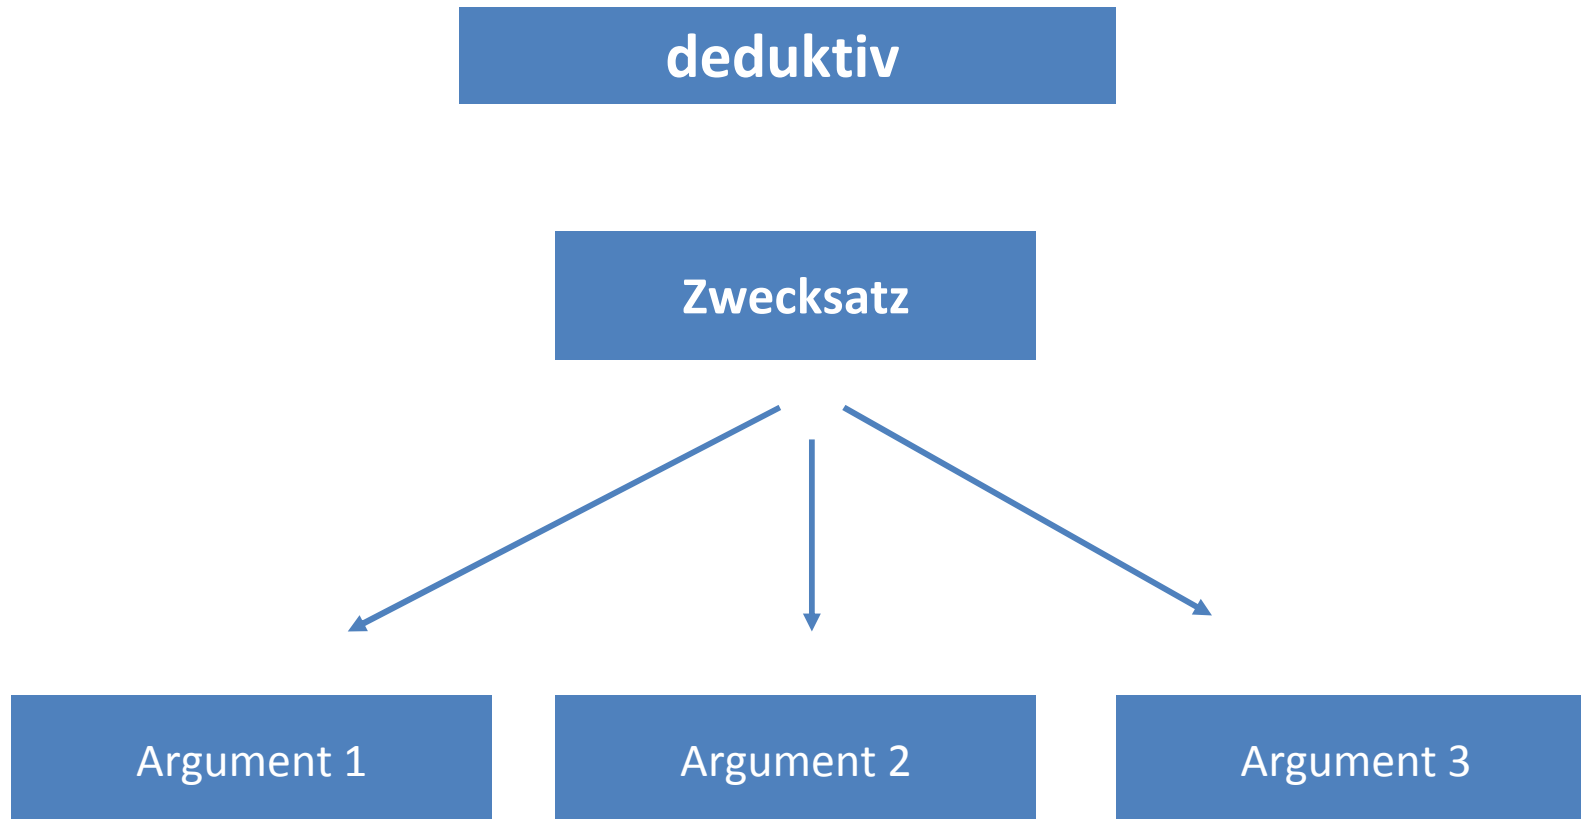 deduktiv
Zwecksatz
Argument 1
Argument 2
Argument 3